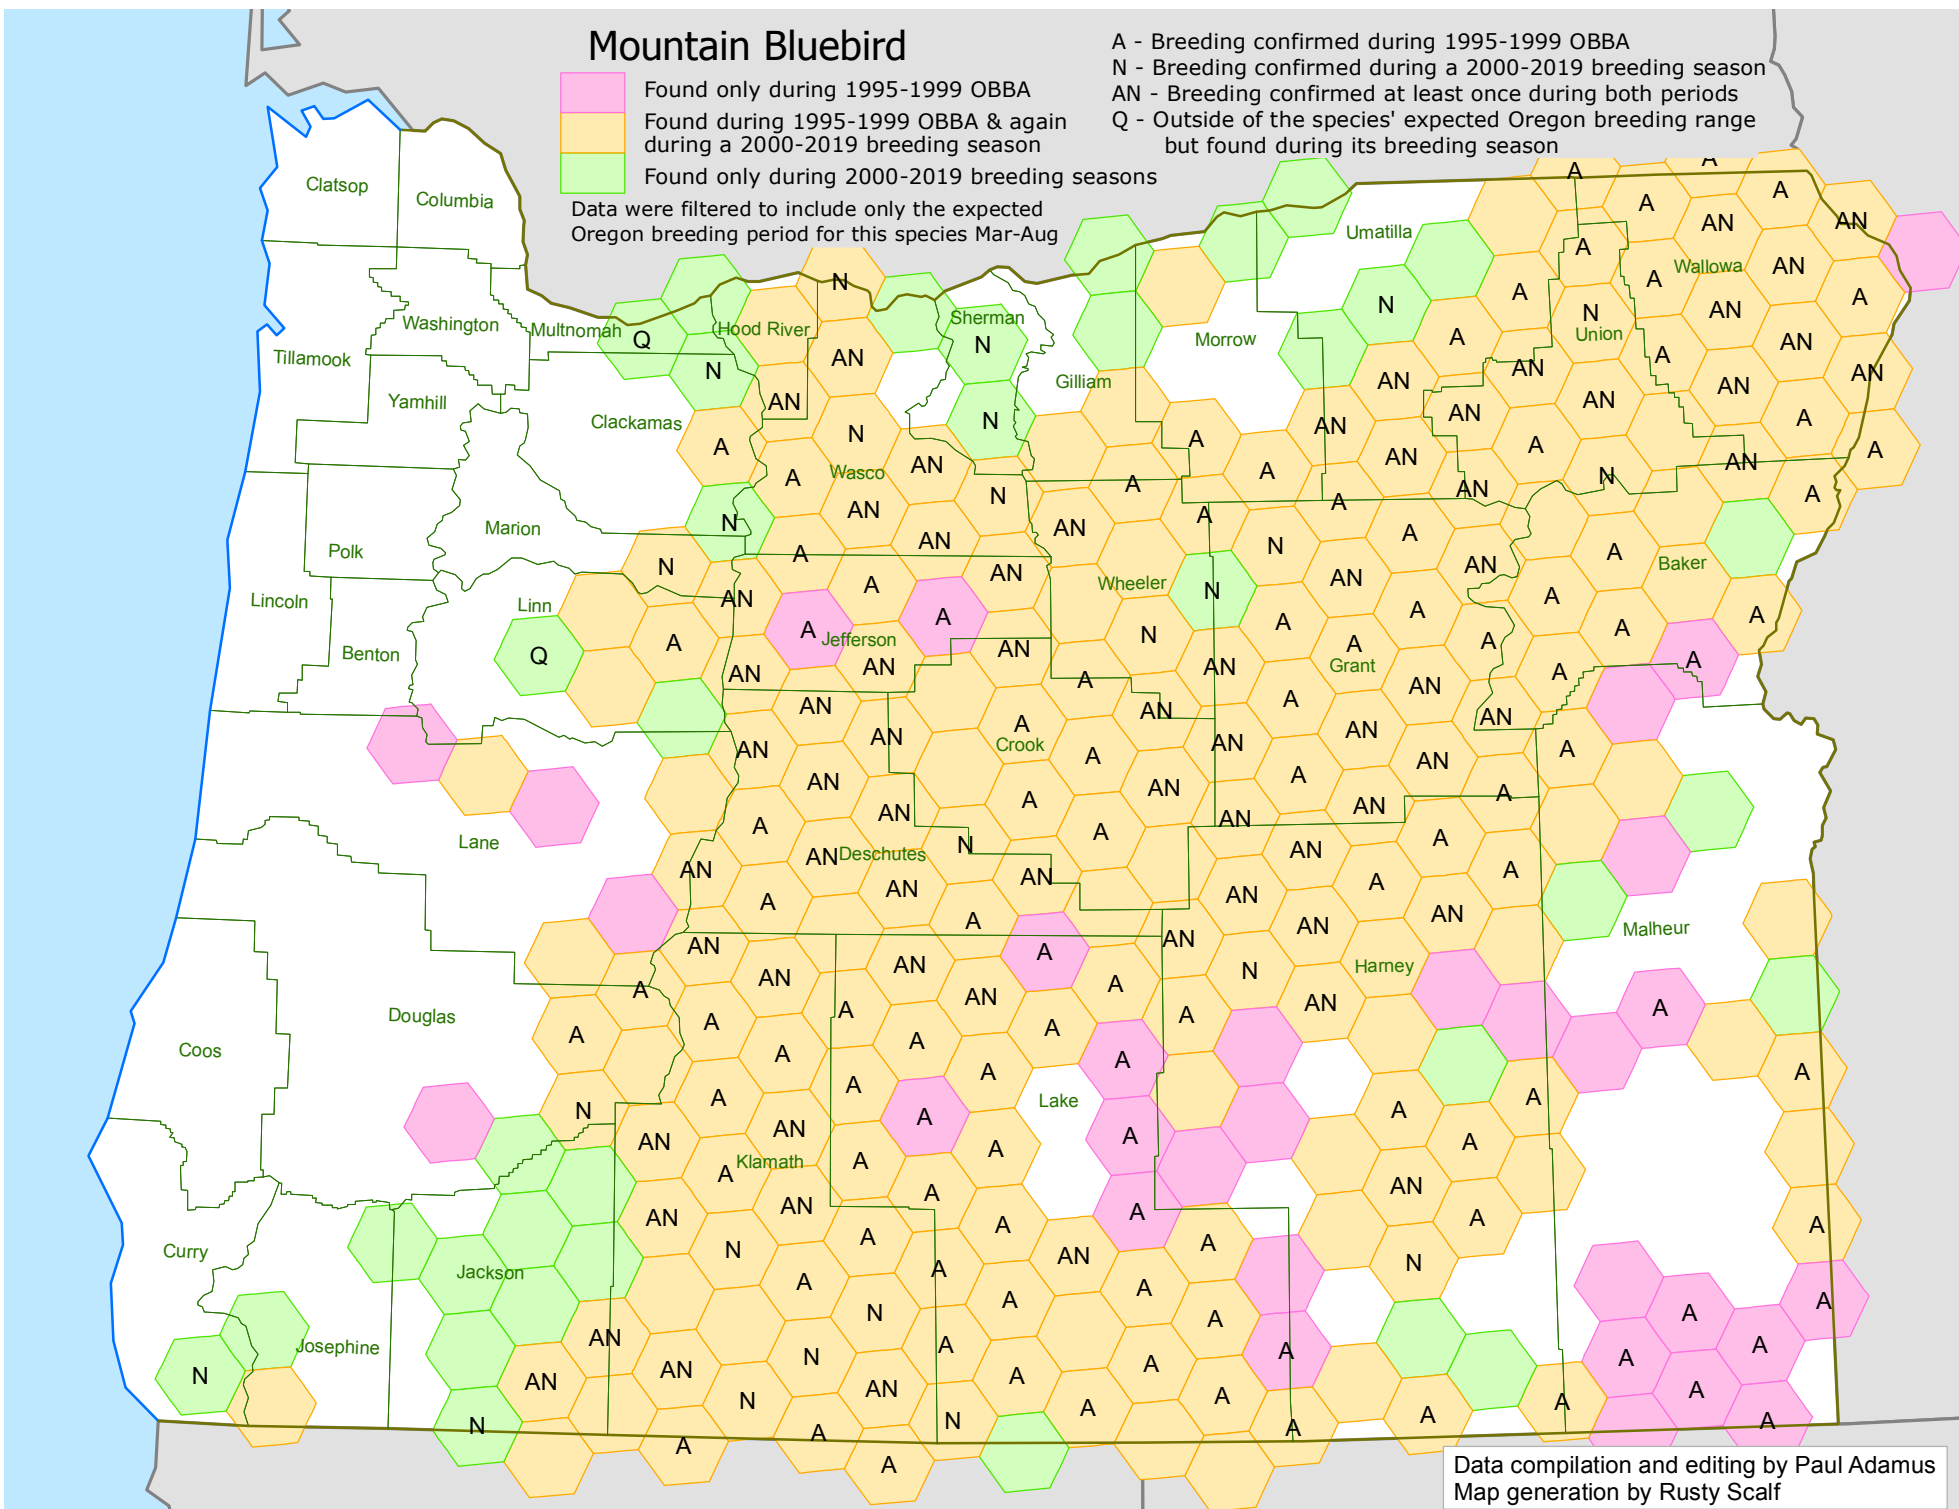 Mountain Bluebird
Found only during 1995-1999 OBBA
Found during 1995-1999 OBBA & again
during a 2000-2019 breeding season
Found only during 2000-2019 breeding seasons
Data were filtered to include only the expected
Oregon breeding period for this species Mar-Aug
A - Breeding confirmed during 1995-1999 OBBA
N - Breeding confirmed during a 2000-2019 breeding season
AN - Breeding confirmed at least once during both periods
Q - Outside of the species' expected Oregon breeding range
but found during its breeding season
Clatsop
Columbia
Umatilla
Wallowa
Washington
Multnomah
Q
Hood River
Sherman
Morrow
Union
Tillamook
Yamhill
Gilliam
Clackamas
Wasco
Marion
Polk
Wheeler
Baker
Lincoln
Linn
Benton
Q
Jefferson
Grant
Crook
Lane
Deschutes
Malheur
Harney
Douglas
Coos
Lake
Klamath
Curry
Jackson
Josephine
Data compilation and editing by Paul Adamus
Map generation by Rusty Scalf